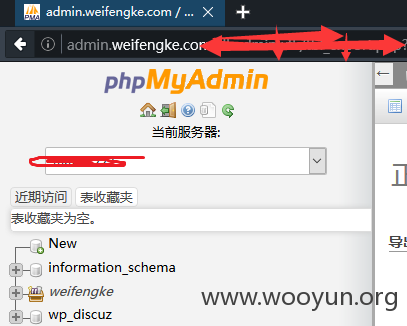 admin.weifengke.com / ...
admin.weifengke.com
phpMyAdmin
当前服务器:
近期访问 表收藏夹
表收藏夹为空。
New
information_schema
weifengke
wp_discuz
www.wooyun.org